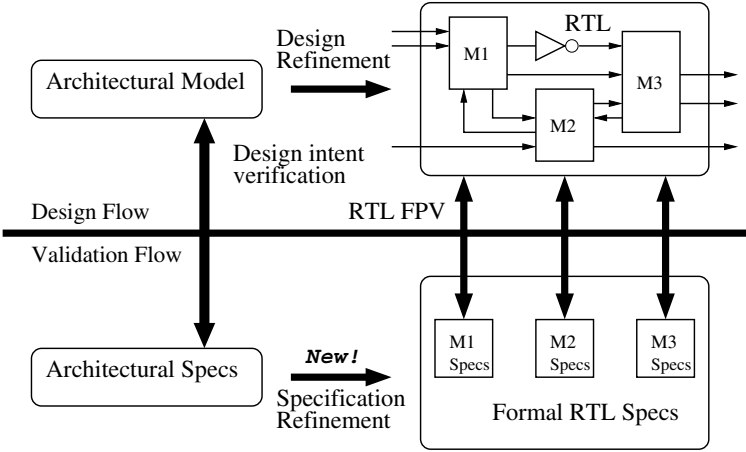 Design
Refinement
RTL
M1
M3
M2
Architectural Model
Design intent
verification
Design Flow
RTL FPV
Validation Flow
M1
Specs
M2
Specs
M3
Specs
Architectural Specs
New!
Specification
Refinement
Formal RTL Specs